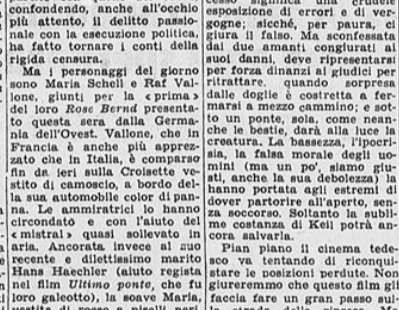 confondendo, anche all'occhio
più attento, il delitto passio-
nale con la esecuzione politica,
ha fatto tornare i conti della
rigida censura.
Ma i personaggi del giorno
sono Maria Schell e Raf Val-
lone, giunti per la «prima»
del loro Rose Bernd presenta-
to questa sera dalla Germa-
nia dell'Ovest. Vallone, che in
Francia è anche più apprez-
zato che in Italia, è comparso
fin da ieri sulla Croisette ve-
stito di camoscio, a bordo del-
la sua automobile color di pan-
na. Le ammiratrici lo hanno
circondato e con l'aiuto del
«mistral» quasi sollevato in
aria. Ancorata invece al suo
recente e dilettissimo marito
Hans Haechler (aiuto regista
nel film Ultimo ponte, che fu
loro galeotto), la soave Maria,
vestita di rosso a piselli neri
esposizione di errori e di ver-
gogne; sicché, per paura, e
giura il falso. Ma sconfessata
dai due amanti congiurati ai
suoi danni, deve ripresentarsi
per forza dinanzi ai giudici per
ritrattare, quando sorpresa
dalle doglie è costretta a fer-
marsi a mezzo cammino; e sot-
to un ponte, sola, come nean-
che le bestie, darà alla luce la
creatura. La bassezza, l'ipocri-
sia, la falsa morale degli uo-
mini (ma un po', siamo giu-
sti, anche la sua debolezza) la
hanno portata agli estremi di
dover partorire all'aperto, sen-
za soccorso. Soltanto la subli-
me costanza di Keil potrà an-
cora salvarla.
Pian piano il cinema tedes-
co va tentando di riconqui-
stare le posizioni perdute. Non
giureremmo che questo film gli
faccia fare un gran passo sul-